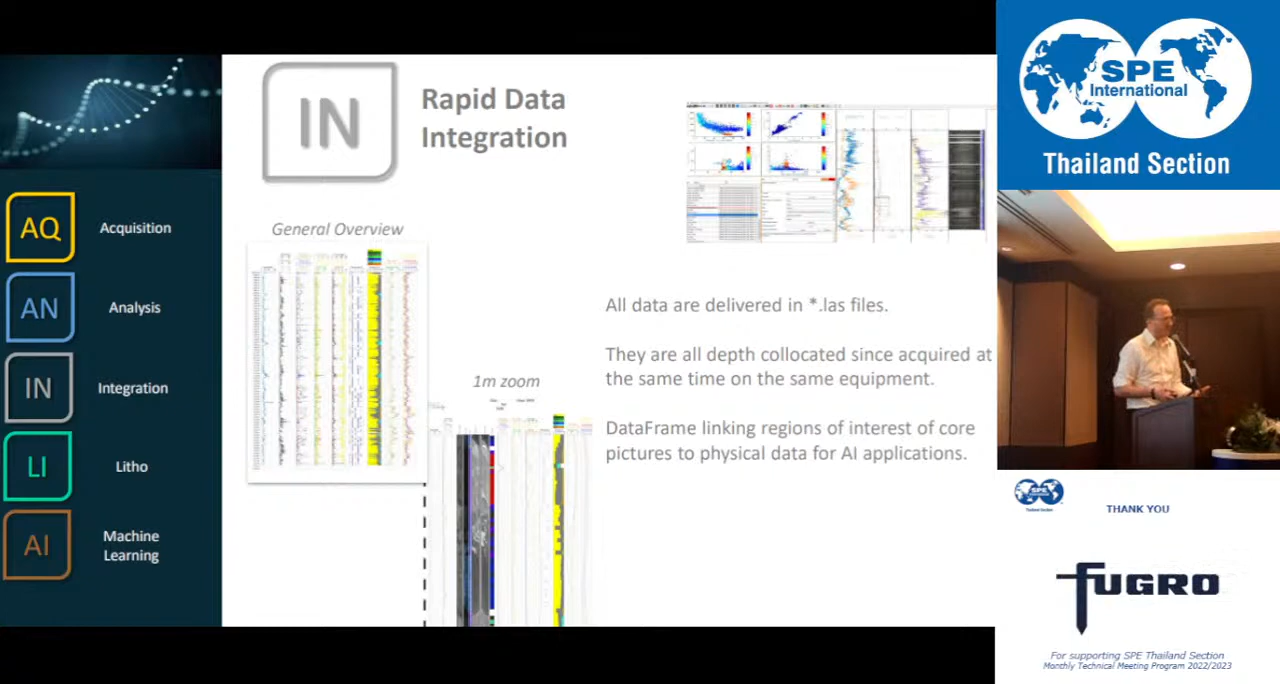 AQ
Acquisition
AN
Analysis
IN
Integration
LI
Litho
AI
Machine
Learning
IN
Rapid Data
Integration
General Overview
1m zoom
All data are delivered in *.las files.
They are all depth collocated since acquired at
the same time on the same equipment.
DataFrame linking regions of interest of core
pictures to physical data for AI applications.
SPE
International
Thailand Section
SPE
THANK YOU
FUGRO
For supporting SPE Thailand Section
Monthly Technical Meeting Program 2022/2023